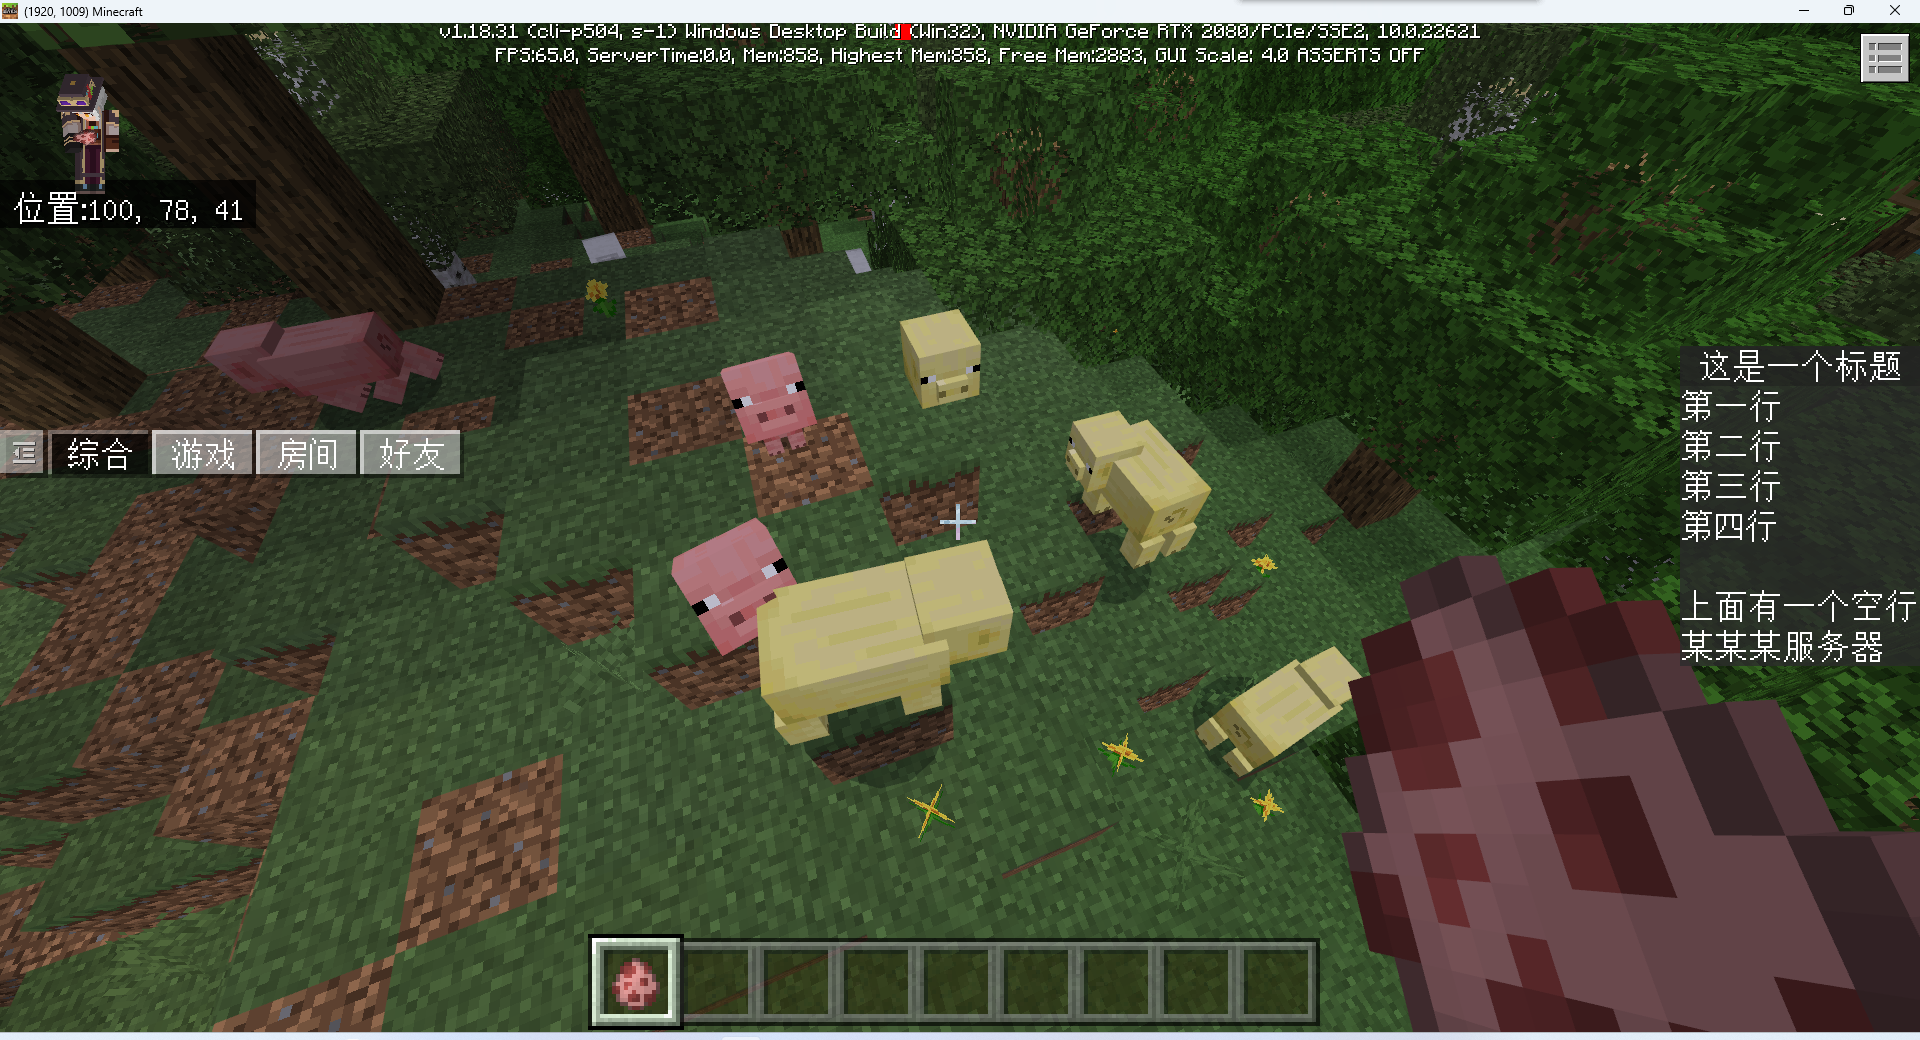 (1920, 1009) Minecraft
v1.18.31 (cli-p504, s-1) Windows Desktop Build (Win32), NVIDIA GeForce RTX 2080/PCIe/SSE2, 10.0.22621
FPS:65.0, ServerTime:0.0, Mem:858, Highest Mem:858, Free Mem:2883, GUI Scale: 4.0 ASSERTS OFF
位置:100, 78, 41
综合 游戏 房间 好友
这是一个标题
第一行
第二行
第三行
第四行
上面有一个空行
某某某服务器